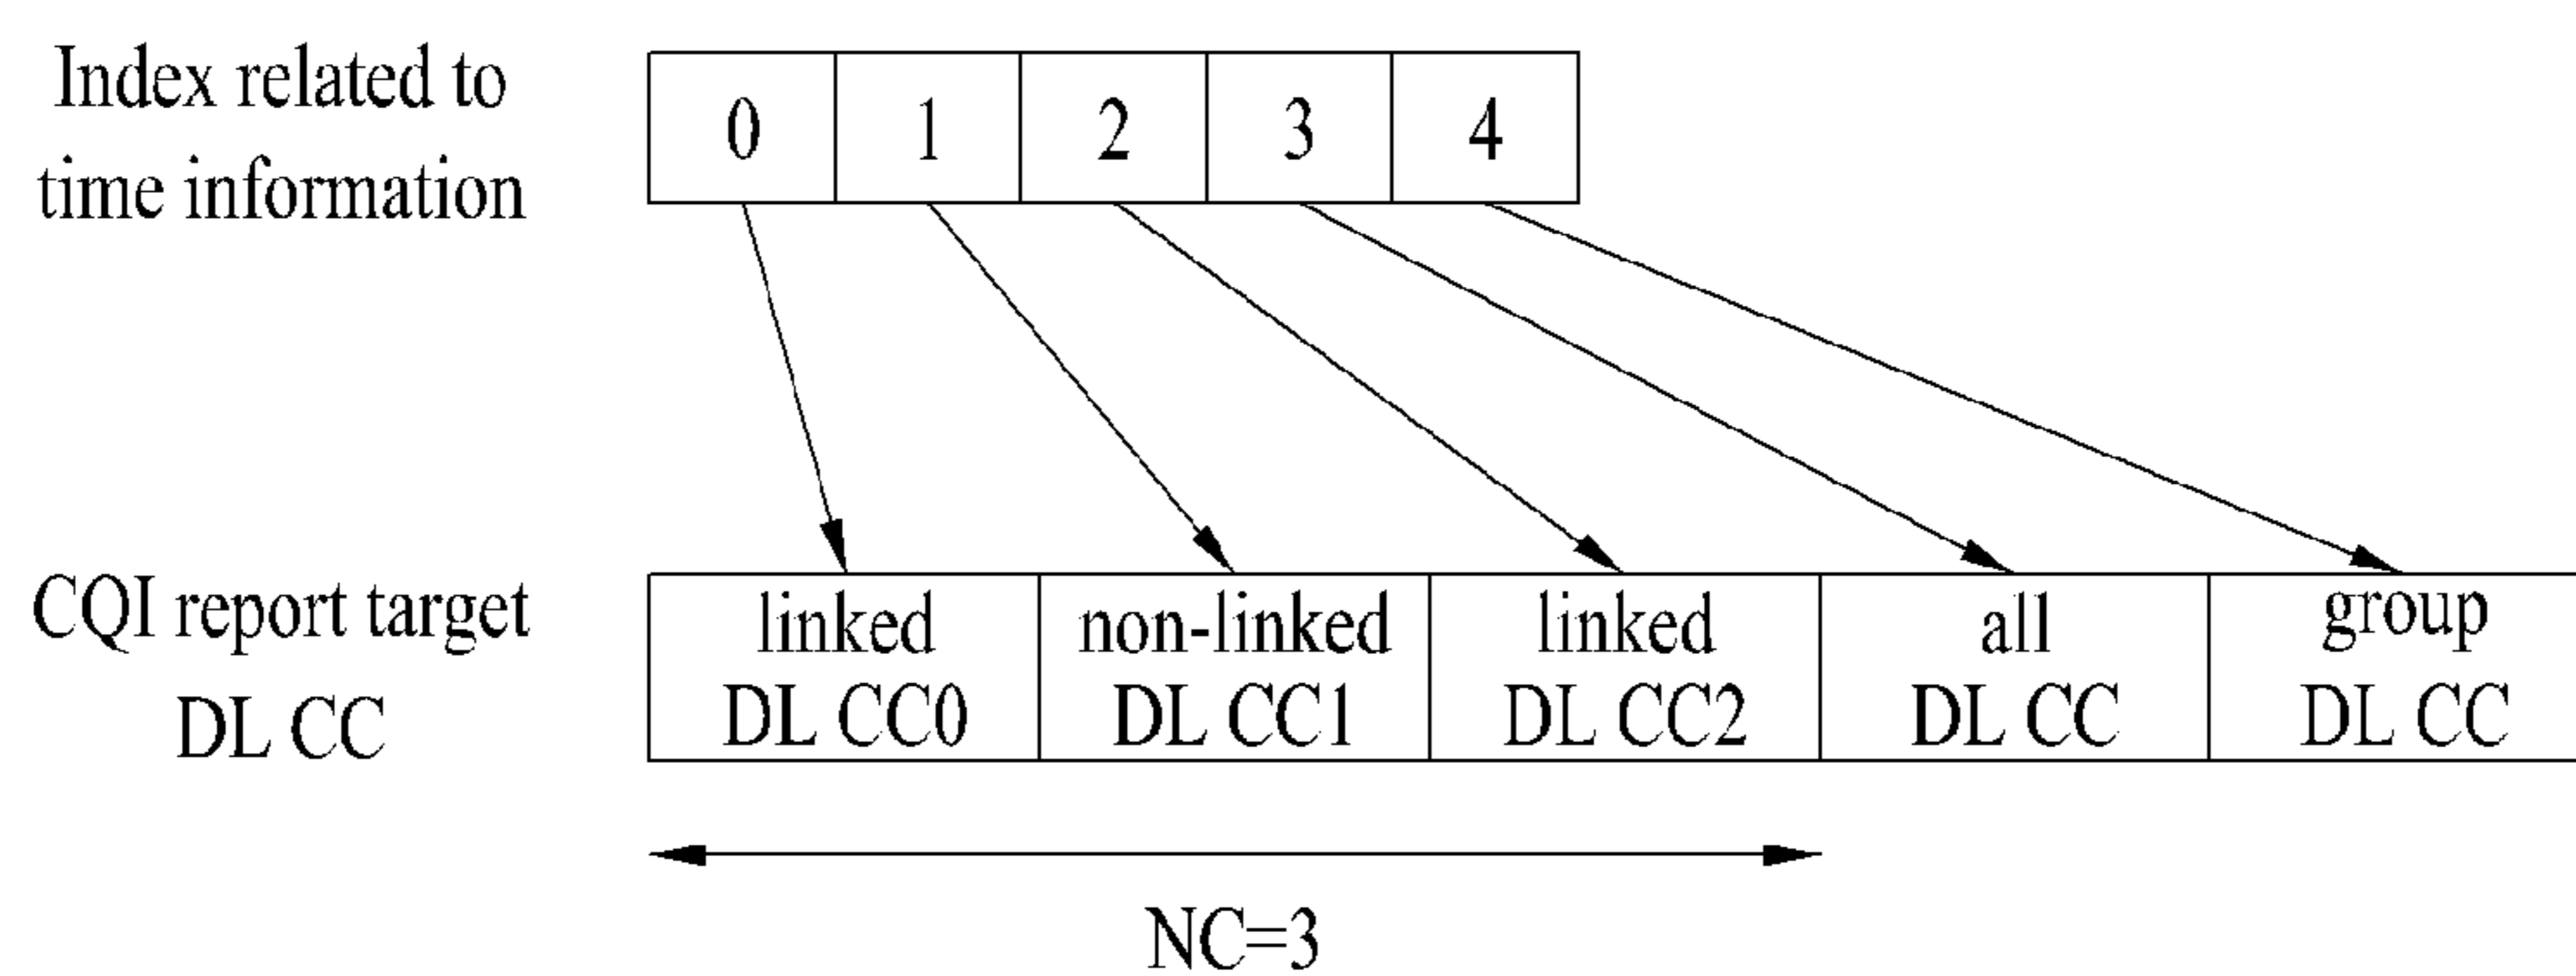 Index related to
time information
0 1 2 3 4
CQI report target
DL CC
linked
DL CC0
non-linked
DL CC1
linked
DL CC2
all
DL CC
group
DL CC
NC=3